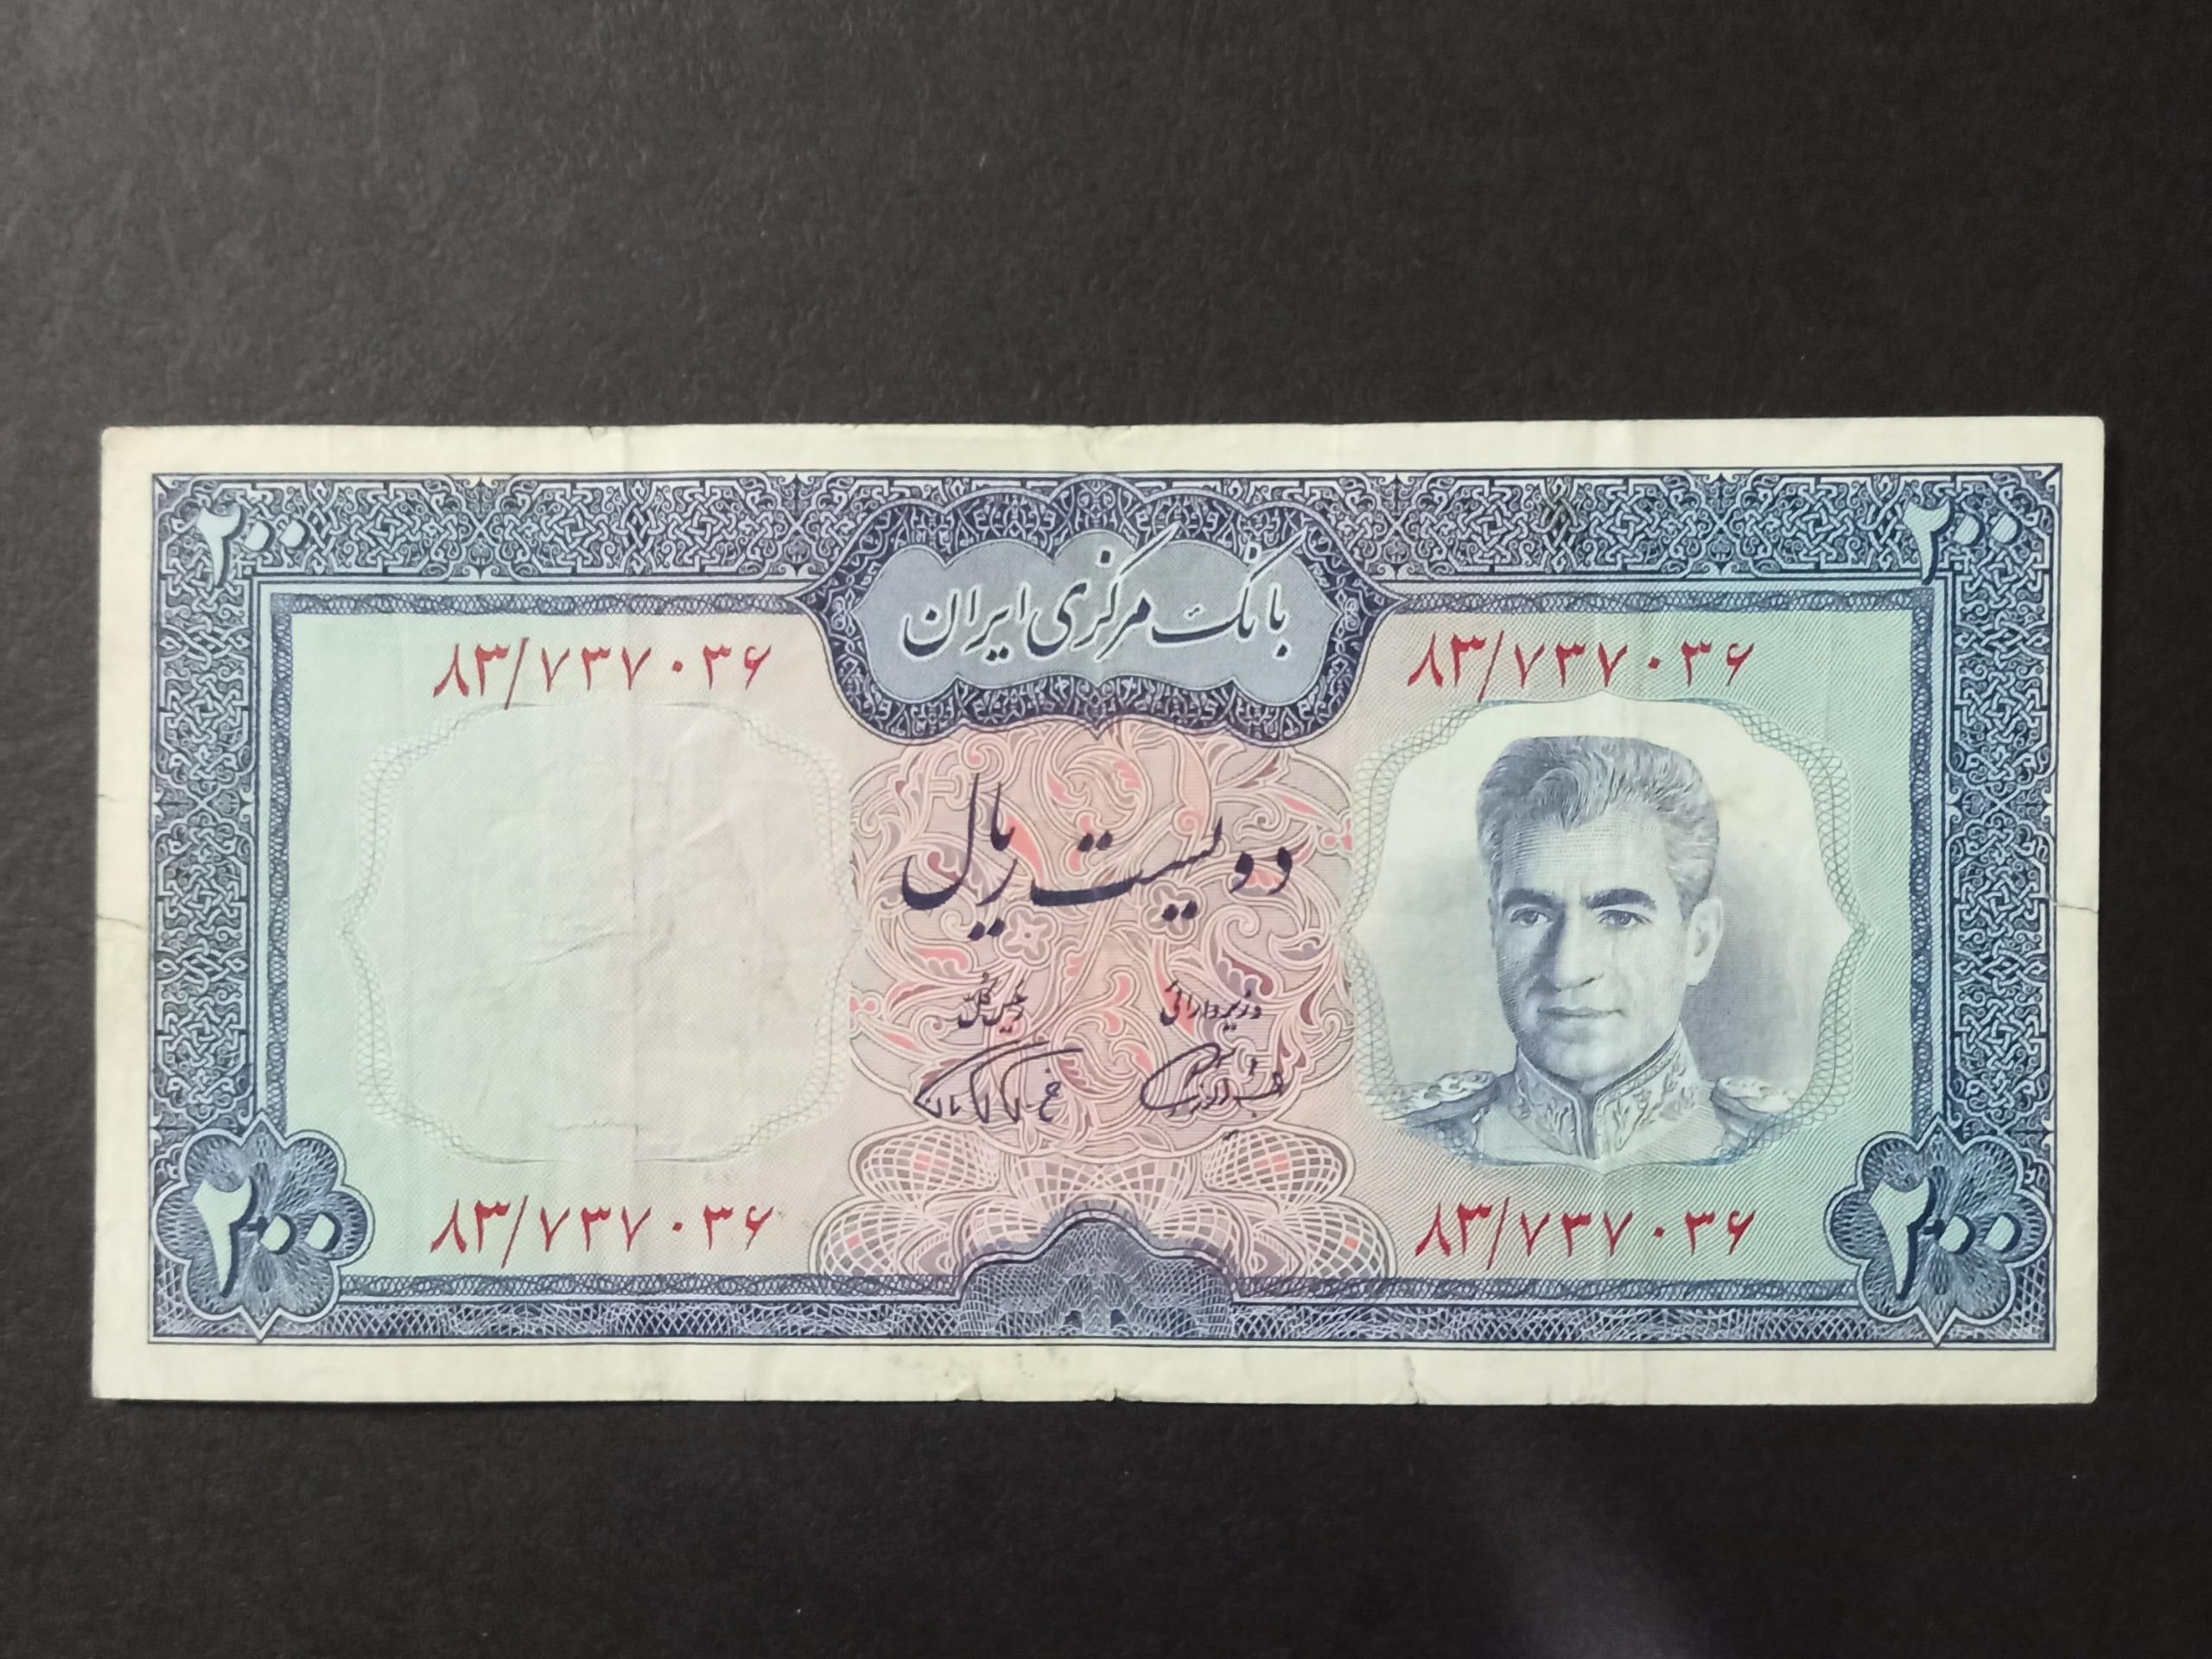 ۲۰۰ ۲۰۰
بانک مرکزی ایران
۸۳/۷۳۷۰۳۶ ۸۳/۷۳۷۰۳۶
دویست ریال
وزیر دارائی رئیس کل
۸۳/۷۳۷۰۳۶ ۸۳/۷۳۷۰۳۶
۲۰۰ ۲۰۰